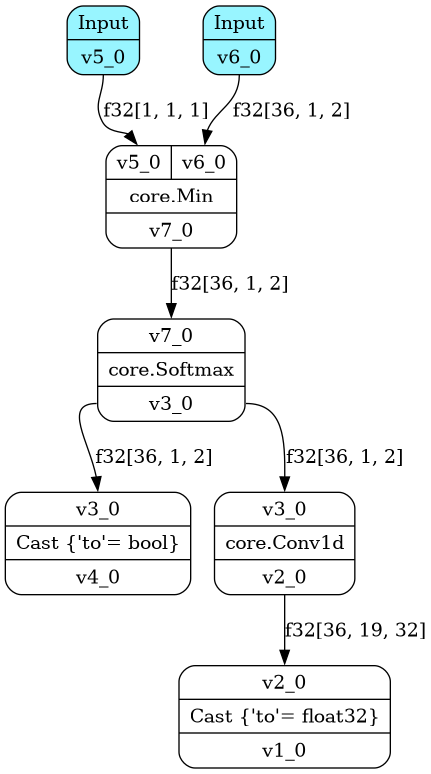 Input
v5_0
Input
v6_0
f32[1, 1, 1]
f32[36, 1, 2]
v5_0 v6_0
core.Min
v7_0
f32[36, 1, 2]
v7_0
core.Softmax
v3_0
f32[36, 1, 2]
f32[36, 1, 2]
v3_0
Cast {'to'= bool}
v4_0
v3_0
core.Conv1d
v2_0
f32[36, 19, 32]
v2_0
Cast {'to'= float32}
v1_0